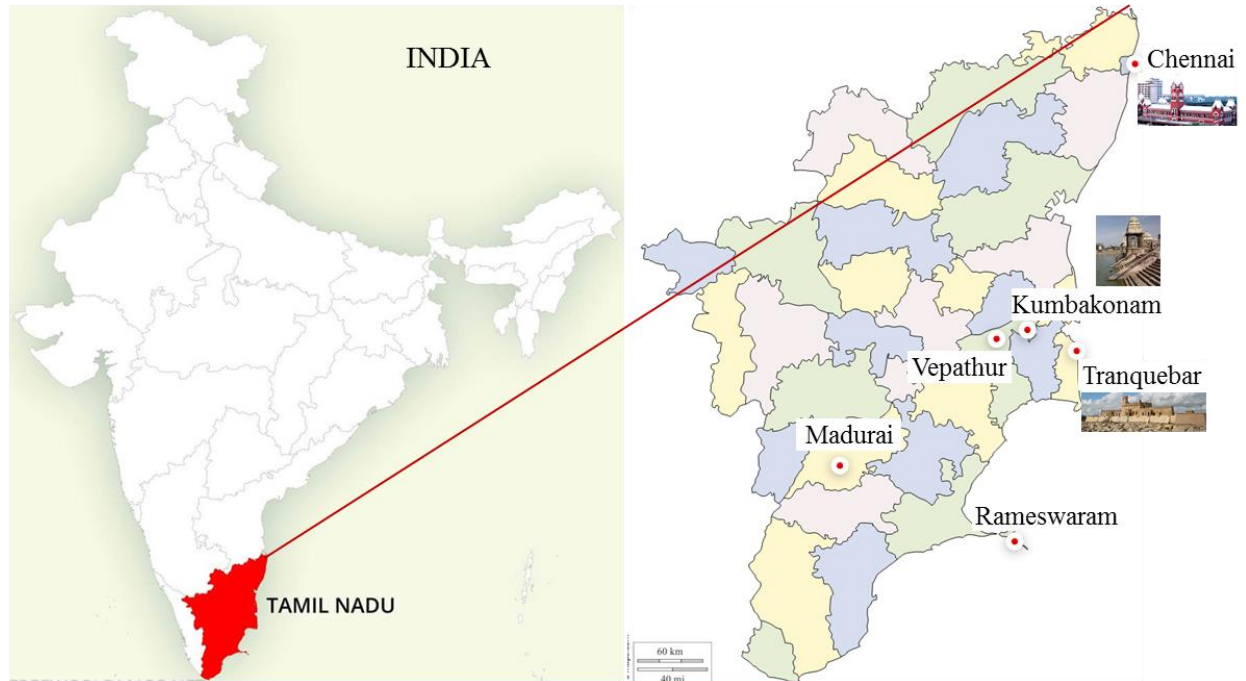 INDIA
TAMIL NADU
Chennai
Kumbakonam
Vepathur
Tranquebar
Madurai
Rameswaram
60 km
40 mi